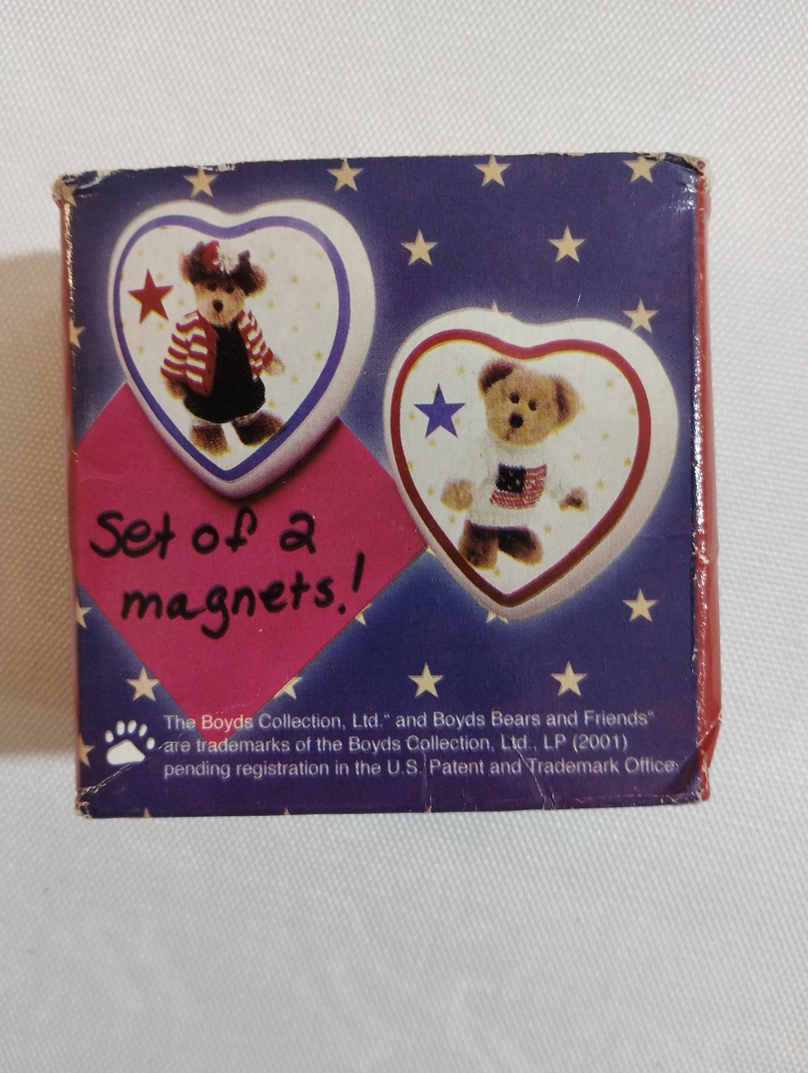 Set of 2
magnets!
The Boyds Collection, Ltd.™ and Boyds Bears and Friends™
are trademarks of the Boyds Collection, Ltd., LP (2001)
pending registration in the U.S. Patent and Trademark Office.